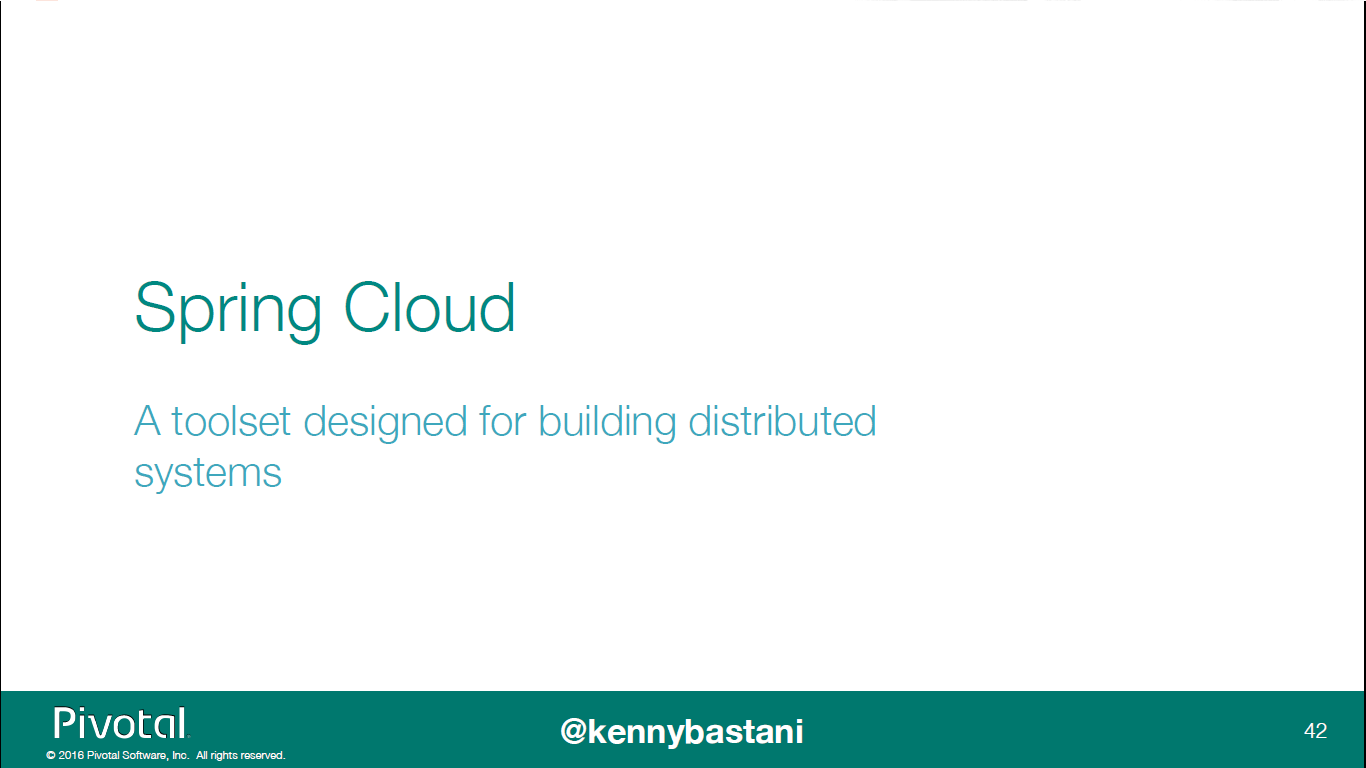 Spring Cloud
A toolset designed for building distributed
systems
Pivotal
© 2016 Pivotal Software, Inc. All rights reserved.
@kennybastani
42